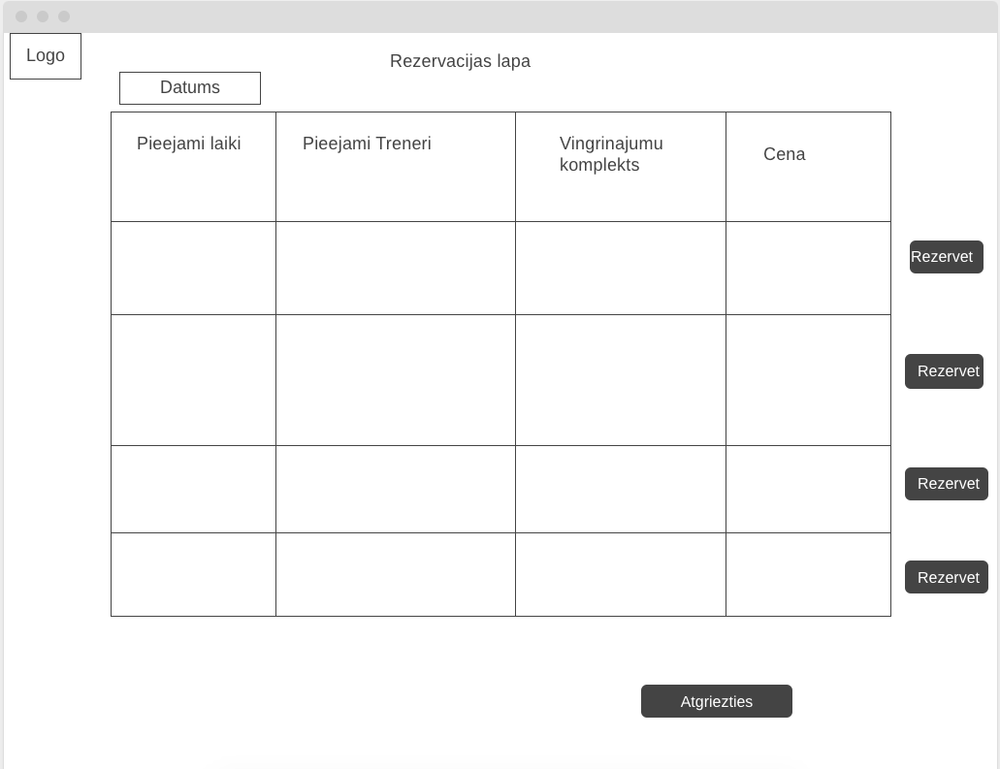 Logo
Rezervacijas lapa
Datums
Pieejami laiki
Pieejami Treneri
Vingrinajumu
komplekts
Cena
Rezervet
Rezervet
Rezervet
Rezervet
Atgriezties